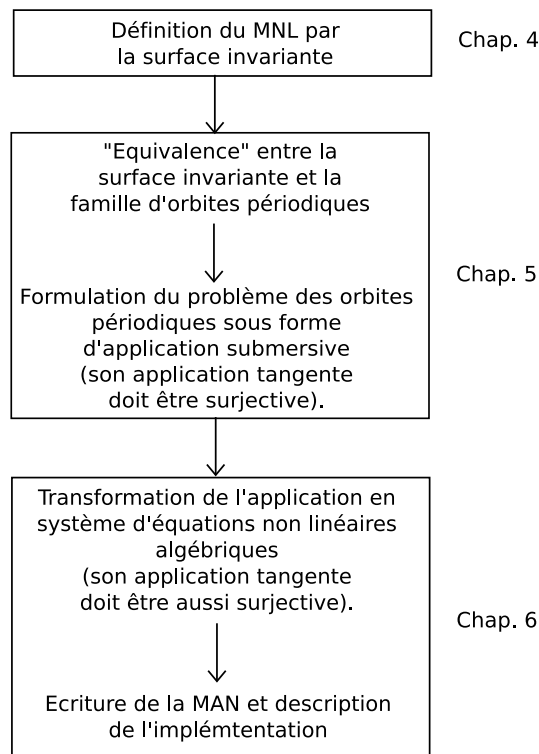 Définition du MNL par
la surface invariante
Chap. 4
"Equivalence" entre la
surface invariante et la
famille d'orbites périodiques
Chap. 5
Formulation du problème des orbites
périodiques sous forme
d'application submersive
(son application tangente
doit être surjective).
Transformation de l'application en
système d'équations non linéaires
algébriques
(son application tangente
doit être aussi surjective).
Chap. 6
Ecriture de la MAN et description
de l'implémtentation